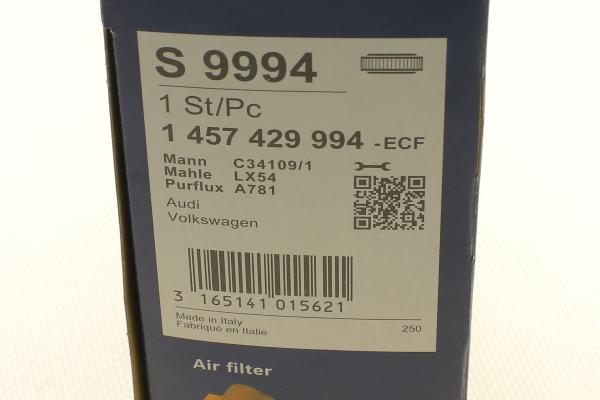 S 9994
1 St/Pc
1 457 429 994 -ECF
Mann C34109/1
Mahle LX54
Purflux A781
Audi
Volkswagen
3 165141 015621
Made in Italy
Fabriqué en Italie 250
Air filter